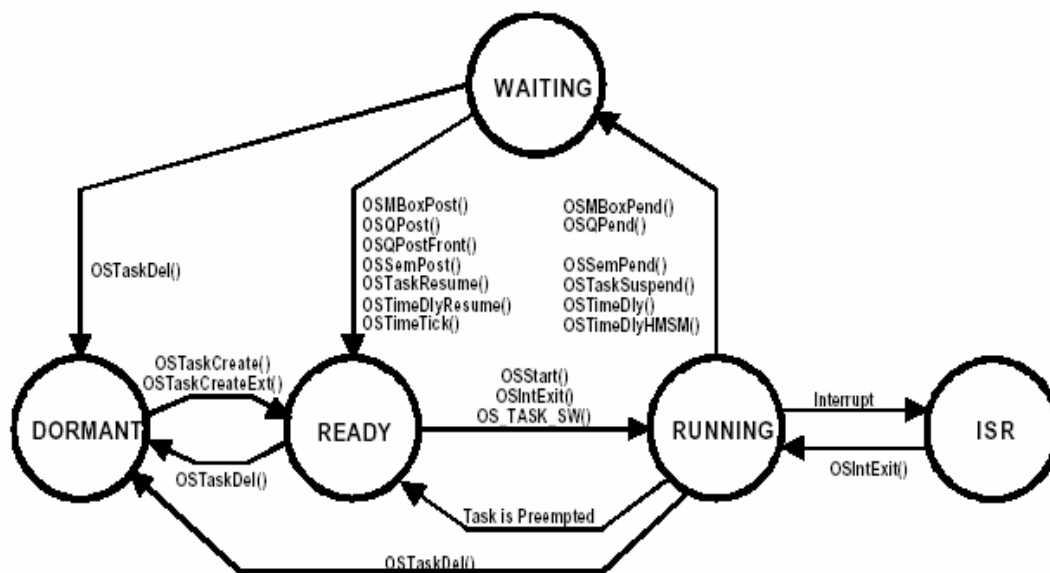 WAITING
OSMBoxPost()
OSQPost()
OSQPostFront()
OSSemPost()
OSTaskResume()
OSTimeDlyResume()
OSTimeTick()
OSMBoxPend()
OSQPend()
OSSemPend()
OSTaskSuspend()
OSTimeDly()
OSTimeDlyHMSM()
OSTaskDel()
OSTaskCreate()
OSTaskCreateExt()
OSStart()
OSIntExit()
OS_TASK_SW()
Interrupt
DORMANT
READY
RUNNING
ISR
OSIntExit()
OSTaskDel()
Task is Preempted
OSTaskDel()